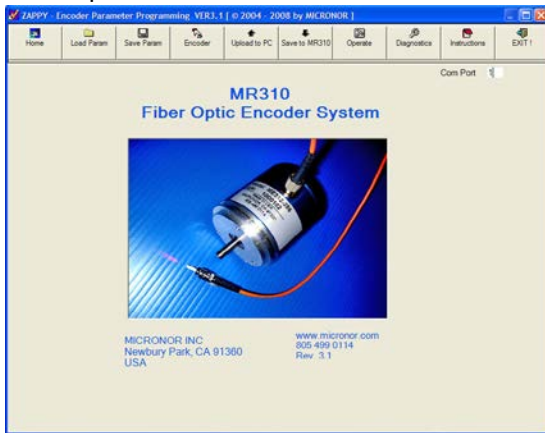 ZAPPY - Encoder Parameter Programming VER3.1 [ © 2004 - 2008 by MICRONOR ]
Home Load Param Save Param Encoder Upload to PC Save to MR310 Operate Diagnostics Instructions EXIT !
Com Port 1
MR310
Fiber Optic Encoder System
MICRONOR INC
Newbury Park, CA 91360
USA
www.micronor.com
805 499 0114
Rev. 3.1